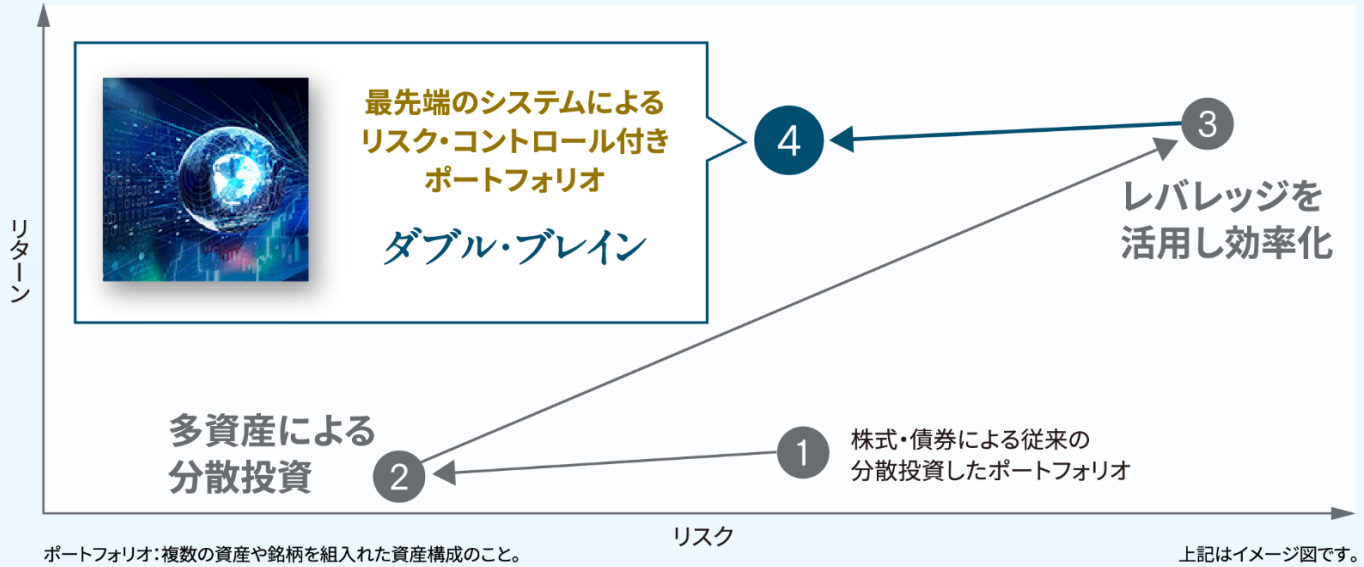 最先端のシステムによる
リスク・コントロール付き
ポートフォリオ
ダブル・ブレイン
4
3
レバレッジを
活用し効率化
リターン
多資産による
分散投資
2
1
株式・債券による従来の
分散投資したポートフォリオ
リスク
ポートフォリオ：複数の資産や銘柄を組入れた資産構成のこと。
上記はイメージ図です。